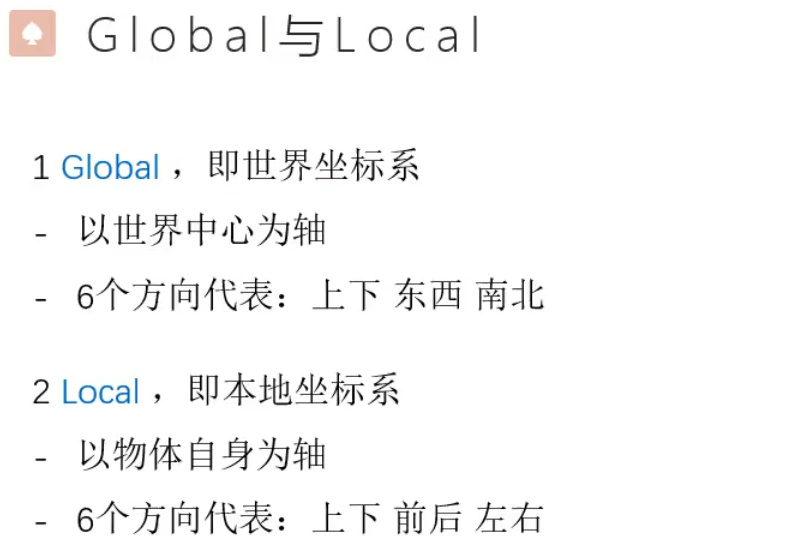 Global与Local
1 Global ，即世界坐标系
- 以世界中心为轴
- 6个方向代表：上下 东西 南北
2 Local ，即本地坐标系
- 以物体自身为轴
- 6个方向代表：上下 前后 左右